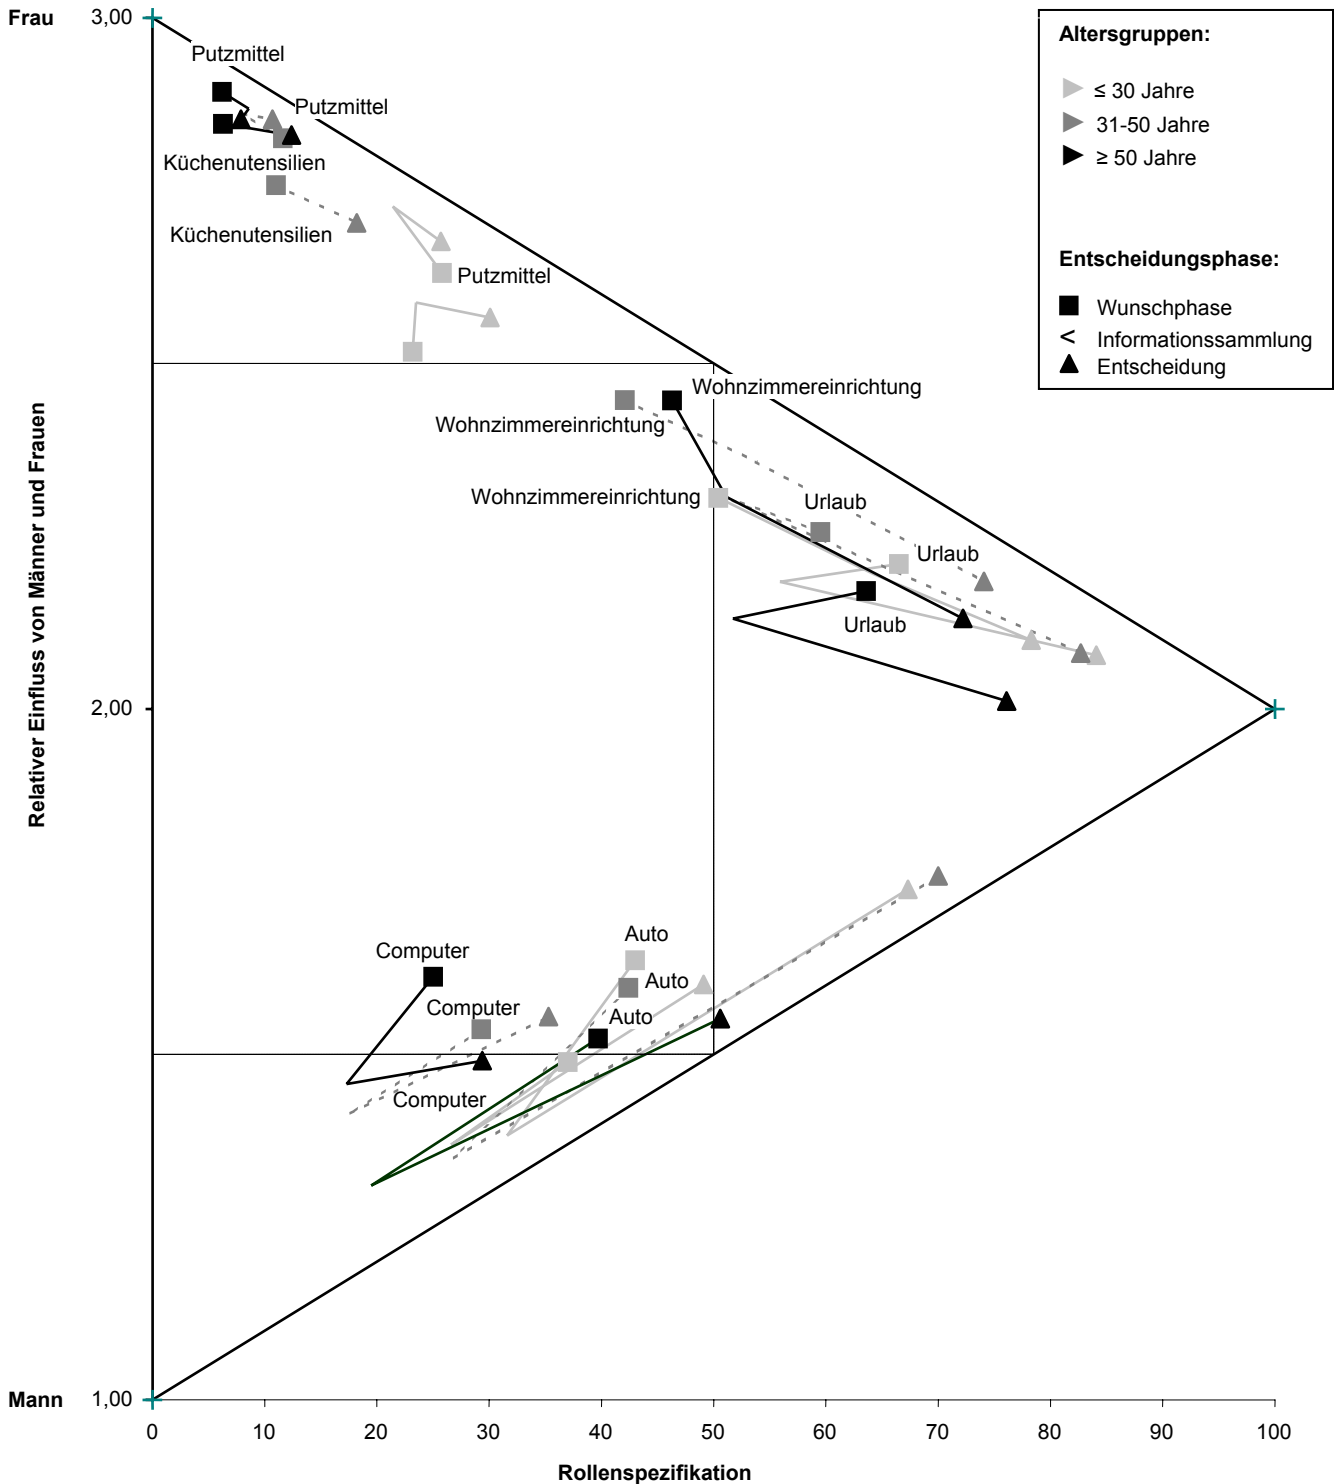 Frau
3,00
Putzmittel
Putzmittel
Küchenutensilien
Küchenutensilien
Putzmittel
Altersgruppen:
≤ 30 Jahre
31-50 Jahre
≥ 50 Jahre
Entscheidungsphase:
Wunschphase
< Informationssammlung
Entscheidung
Wohnzimmereinrichtung
Wohnzimmereinrichtung
Wohnzimmereinrichtung
Urlaub
Urlaub
Urlaub
Relativer Einfluss von Männer und Frauen
2,00
Auto
Computer
Auto
Computer
Auto
Computer
Mann
1,00
0 10 20 30 40 50 60 70 80 90 100
Rollenspezifikation